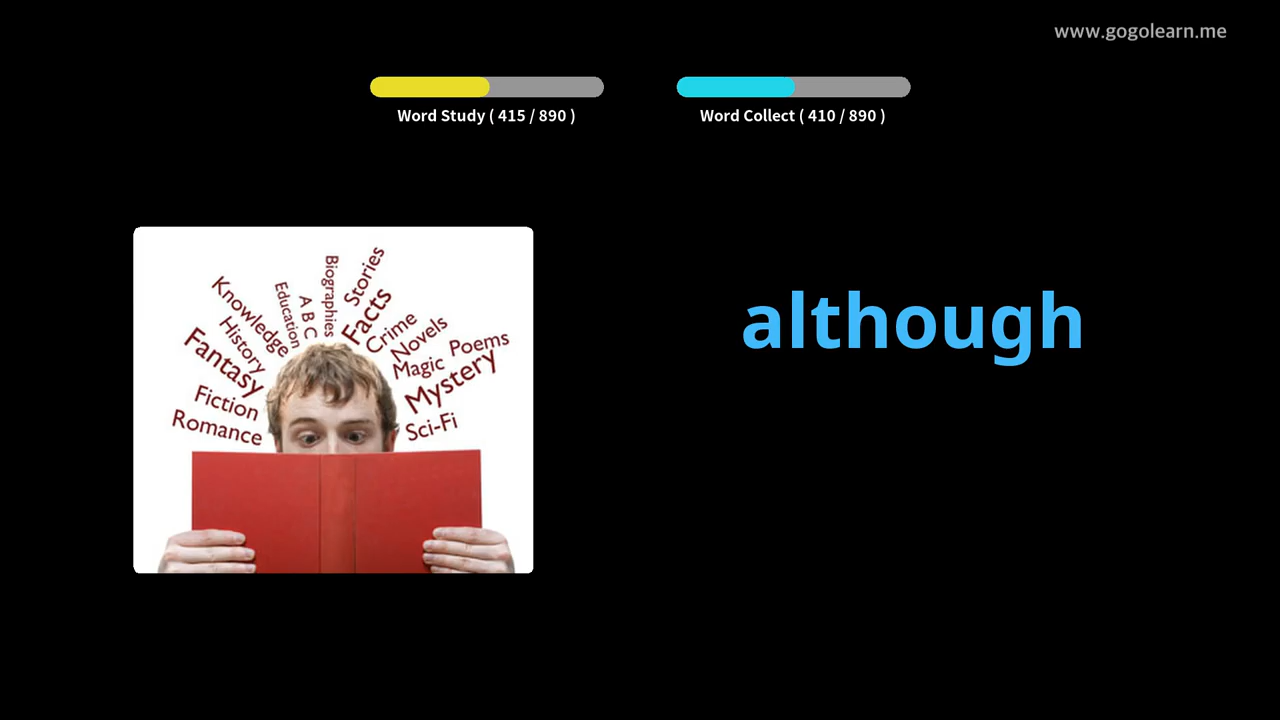 www.gogolearn.me
Word Study ( 415 / 890 )
Word Collect ( 410 / 890 )
Romance
Fiction
Fantasy
History
Knowledge
Education
A B C
Biographies
Stories
Facts
Crime
Novels
Magic
Poems
Mystery
Sci-Fi
although